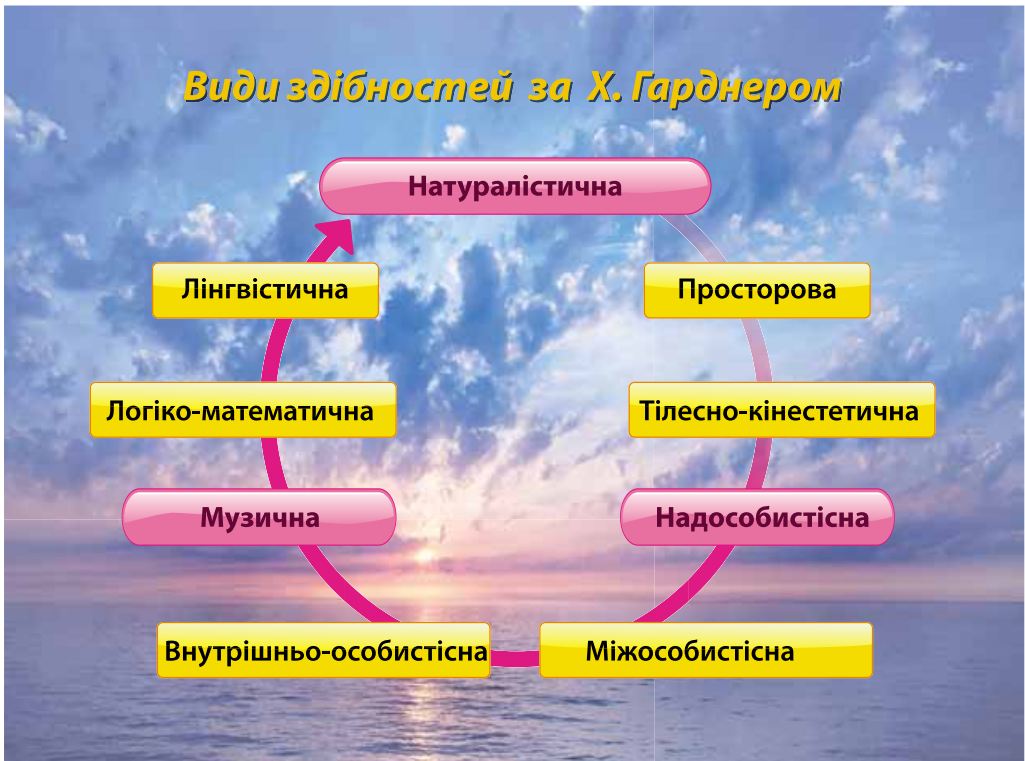 Види здібностей за Х. Гарднером
Натуралістична
Лінгвістична
Просторова
Логіко-математична
Тілесно-кінестетична
Музична
Надособистісна
Внутрішньо-особистісна
Міжособистісна